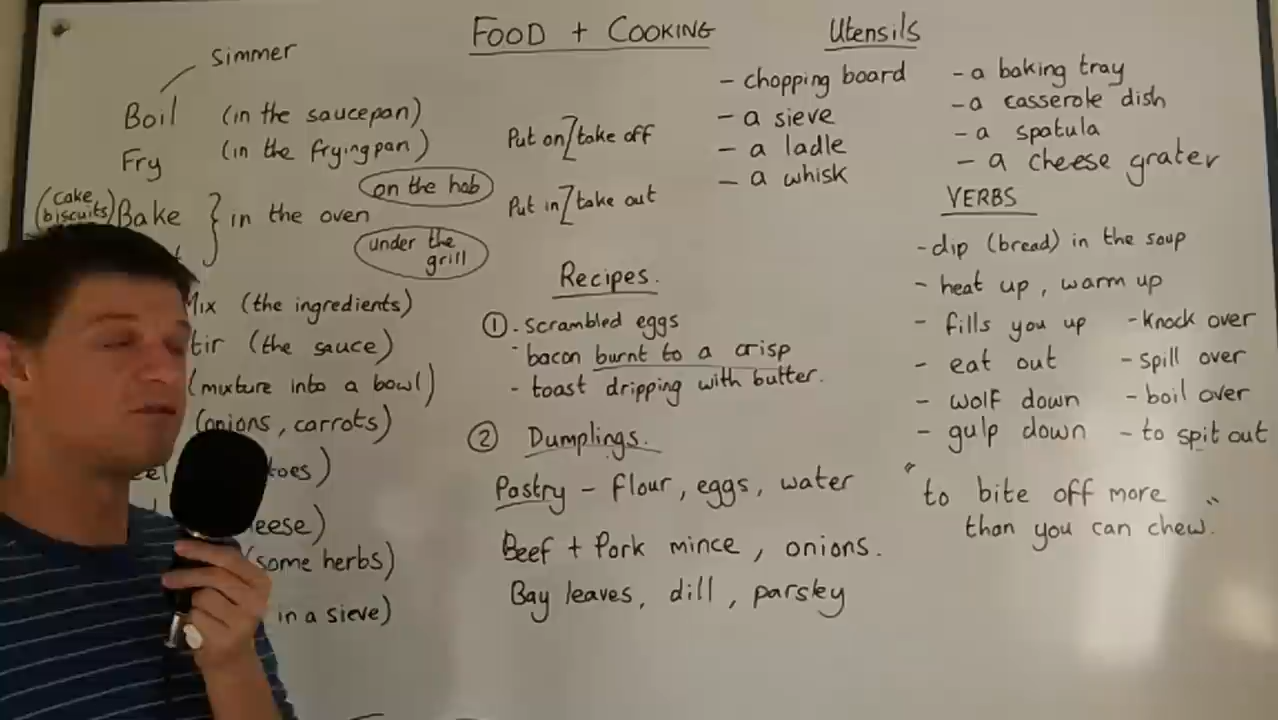 FOOD + COOKING
simmer
Boil (in the saucepan)
Fry (in the frying pan)
on the hob
(cake, biscuits) Bake } in the oven
under the grill
Mix (the ingredients)
tir (the sauce)
(mixture into a bowl)
(onions, carrots)
toes)
eese)
(some herbs)
in a sieve)
Put on/take off
Put in/take out
Recipes.
① - scrambled eggs
- bacon burnt to a crisp
- toast dripping with butter.
② Dumplings.
Pastry - flour, eggs, water
Beef + Pork mince, onions.
Bay leaves, dill, parsley
Utensils
- chopping board
- a sieve
- a ladle
- a whisk
- a baking tray
- a casserole dish
- a spatula
- a cheese grater
VERBS
- dip (bread) in the soup
- heat up, warm up
- fills you up - knock over
- eat out - spill over
- wolf down - boil over
- gulp down - to spit out
"to bite off more
than you can chew."